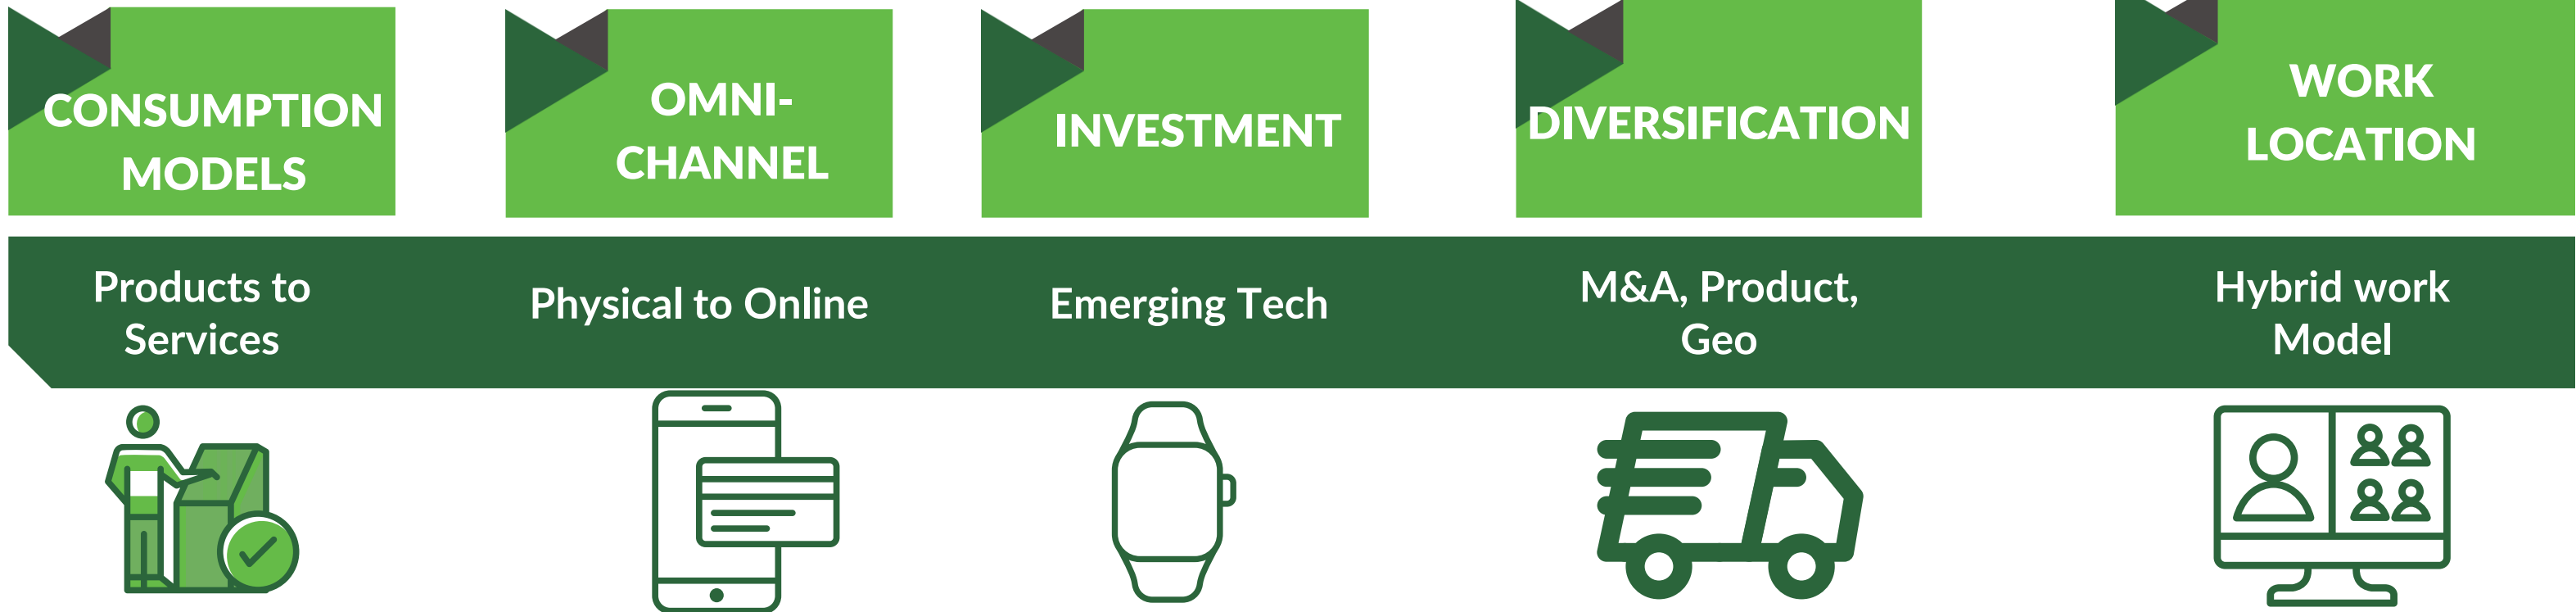 CONSUMPTION
MODELS
OMNI-
CHANNEL
INVESTMENT
DIVERSIFICATION
WORK
LOCATION
Products to
Services
Physical to Online
Emerging Tech
M&A, Product,
Geo
Hybrid work
Model